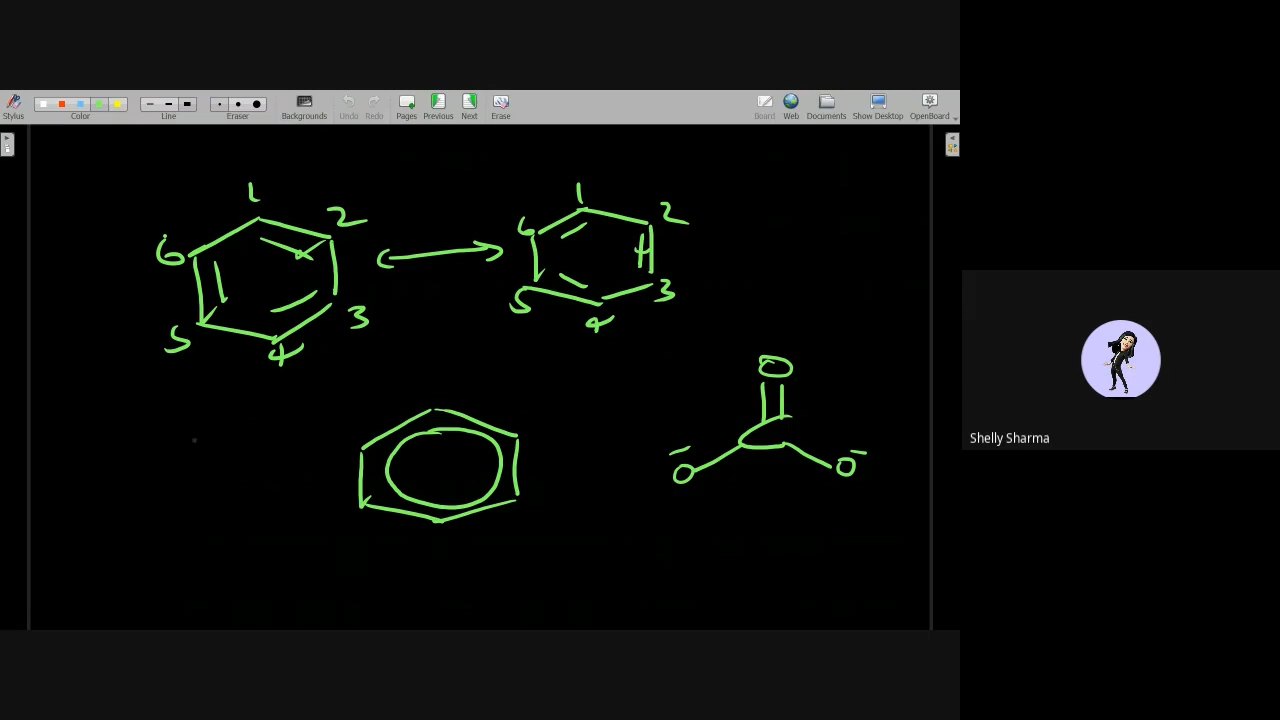 Stylus Color Line Eraser Backgrounds Undo Redo Pages Previous Next Erase Board Web Documents Show Desktop OpenBoard
1 1
6 2 6 2
5 3 5 3
4 4
O
O⁻ O⁻
Shelly Sharma